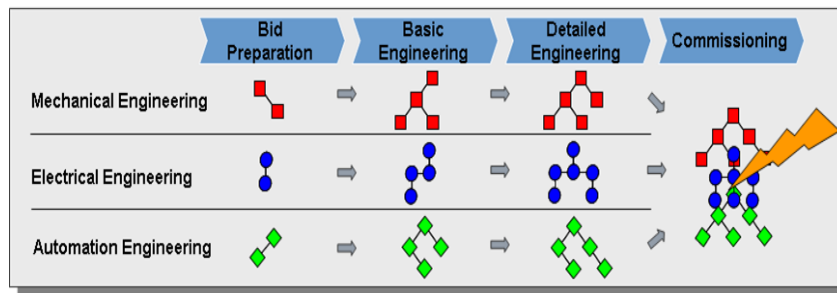 Bid
Preparation
Basic
Engineering
Detailed
Engineering
Commissioning
Mechanical Engineering
Electrical Engineering
Automation Engineering